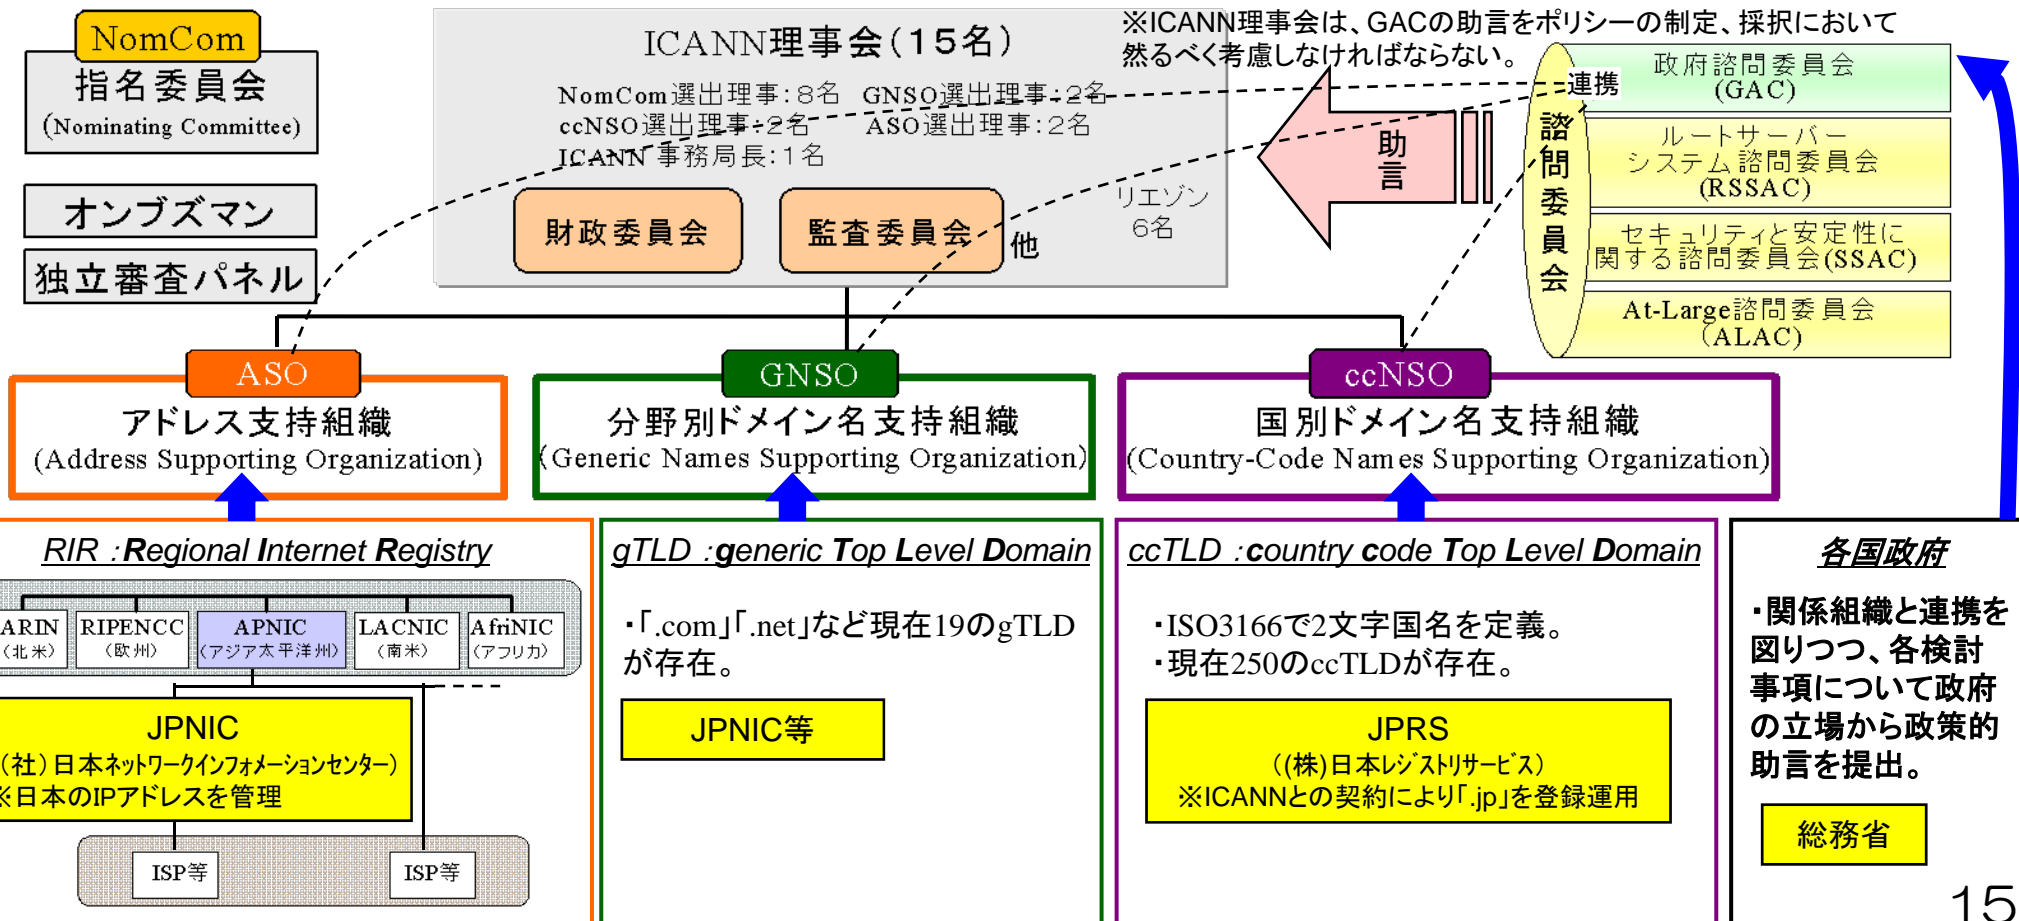 NomCom
指名委員会
(Nominating Committee)
オンブズマン
独立審査パネル
ICANN理事会(15名)
NomCom選出理事:8名 GNSO選出理事:2名
ccNSO選出理事:2名 ASO選出理事:2名
ICANN 事務局長:1名
財政委員会
監査委員会
他
リエゾン
6名
※ICANN理事会は、GACの助言をポリシーの制定、採択において
然るべく考慮しなければならない。
助言
連携
諮問委員会
政府諮問委員会
(GAC)
ルートサーバー
システム諮問委員会
(RSSAC)
セキュリティと安定性に
関する諮問委員会(SSAC)
At-Large諮問委員会
(ALAC)
ASO
アドレス支持組織
(Address Supporting Organization)
GNSO
分野別ドメイン名支持組織
(Generic Names Supporting Organization)
ccNSO
国別ドメイン名支持組織
(Country-Code Names Supporting Organization)
RIR :Regional Internet Registry
ARIN
(北米)
RIPENCC
(欧州)
APNIC
(アジア太平洋州)
LACNIC
(南米)
AfriNIC
(アフリカ)
JPNIC
(社)日本ネットワークインフォメーションセンター)
※日本のIPアドレスを管理
ISP等
ISP等
gTLD :generic Top Level Domain
・「.com」「.net」など現在19のgTLD
が存在。
JPNIC等
ccTLD :country code Top Level Domain
・ISO3166で2文字国名を定義。
・現在250のccTLDが存在。
JPRS
((株)日本レジストリサービス)
※ICANNとの契約により「.jp」を登録運用
各国政府
・関係組織と連携を
図りつつ、各検討
事項について政府
の立場から政策的
助言を提出。
総務省
15